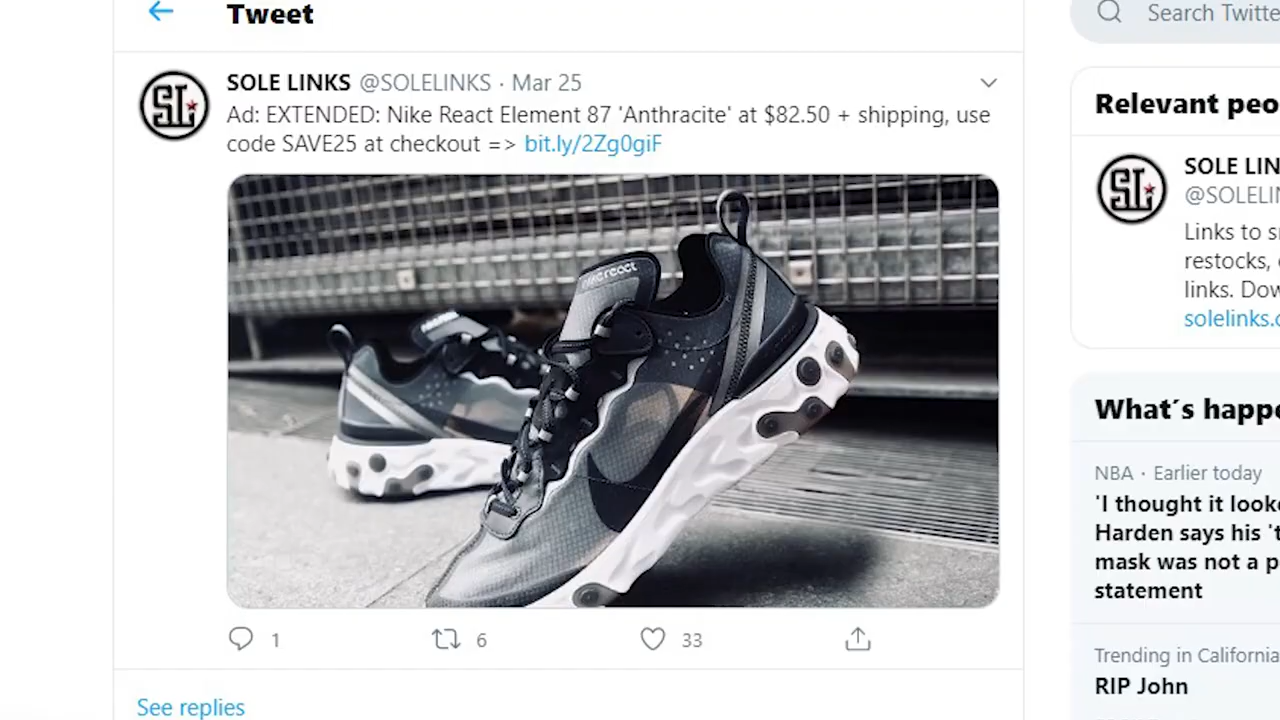 Tweet
Search Twitte
SL
SOLE LINKS @SOLELINKS · Mar 25
Ad: EXTENDED: Nike React Element 87 'Anthracite' at $82.50 + shipping, use
code SAVE25 at checkout => bit.ly/2Zg0giF
1
6
33
See replies
Relevant peo
SL
SOLE LIN
@SOLELIN
Links to s
restocks,
links. Dow
solelinks.c
What´s happe
NBA · Earlier today
'I thought it looke
Harden says his 't
mask was not a p
statement
Trending in California
RIP John